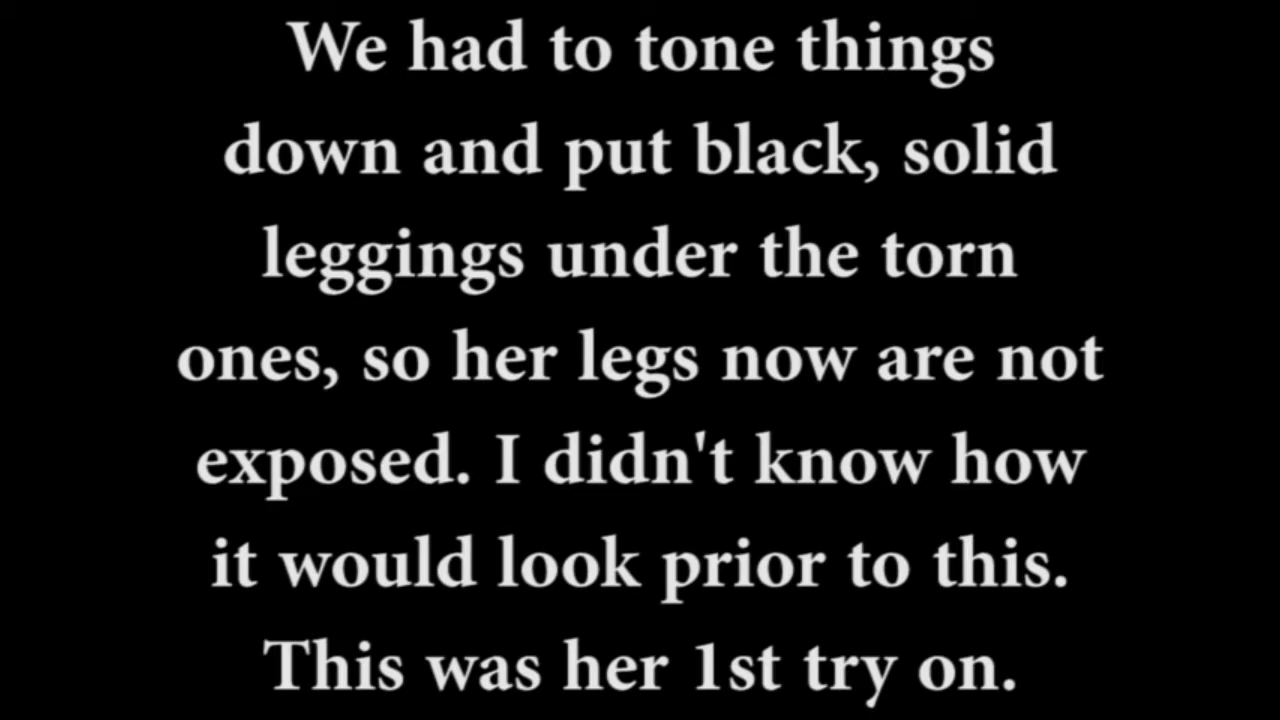 We had to tone things
down and put black, solid
leggings under the torn
ones, so her legs now are not
exposed. I didn't know how
it would look prior to this.
This was her 1st try on.